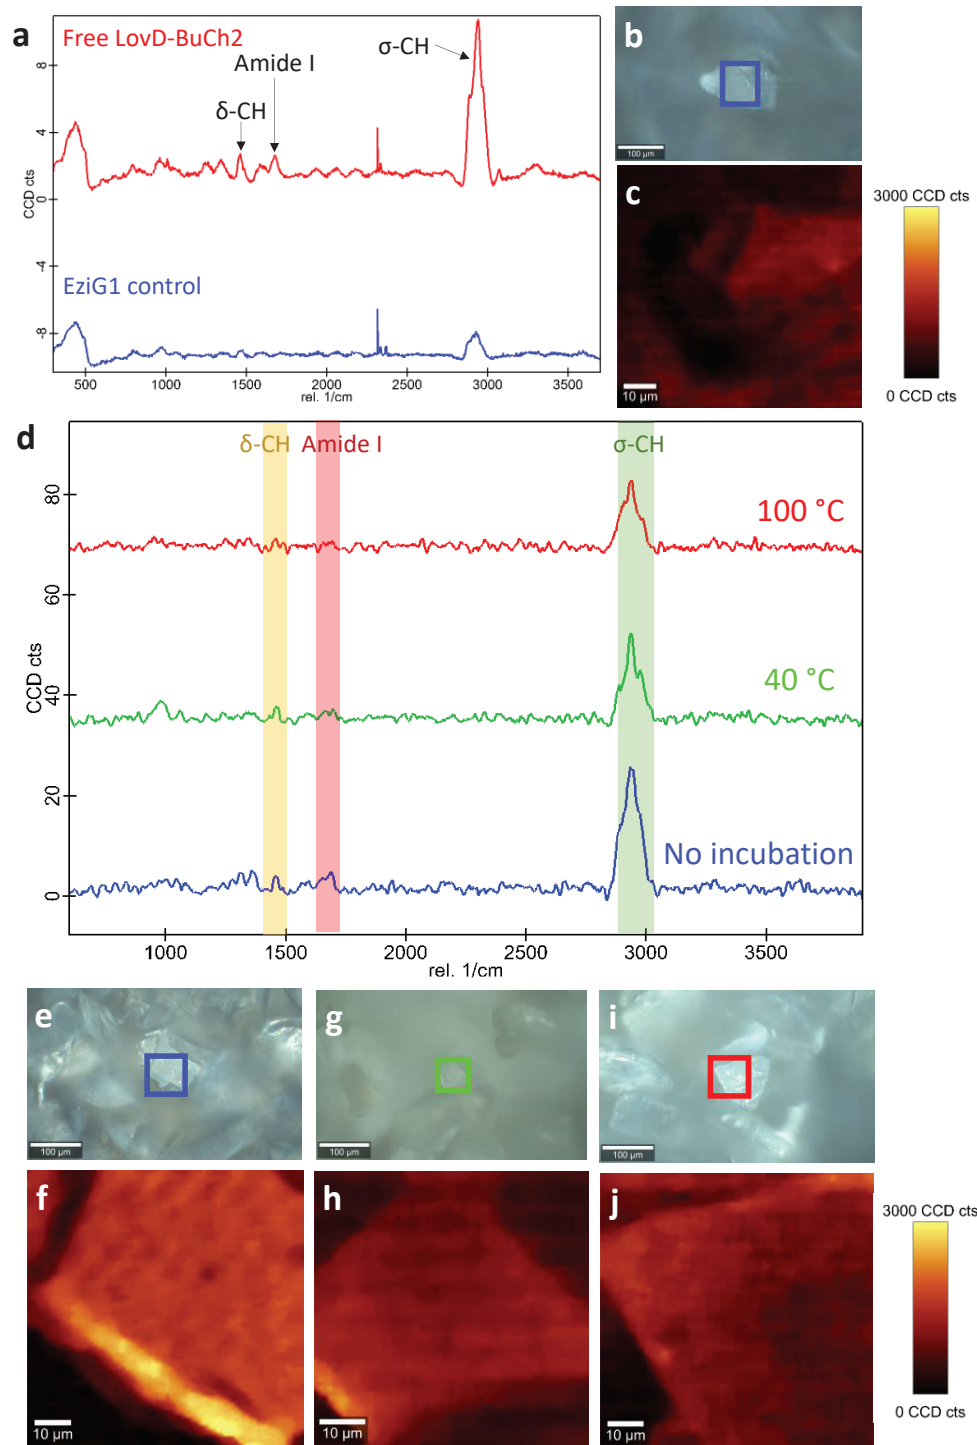 a
Free LovD-BuCh2
σ-CH
Amide I
δ-CH
8
4
0
-4
-8
CCD cts
EziG1 control
500 1000 1500 2000 2500 3000 3500
rel. 1/cm
b
100 µm
c
10 µm
3000 CCD cts
0 CCD cts
d
δ-CH Amide I σ-CH
80
60
40
20
0
CCD cts
100 °C
40 °C
No incubation
1000 1500 2000 2500 3000 3500
rel. 1/cm
e
100 µm
g
100 µm
i
100 µm
f
10 µm
h
10 µm
j
10 µm
3000 CCD cts
0 CCD cts